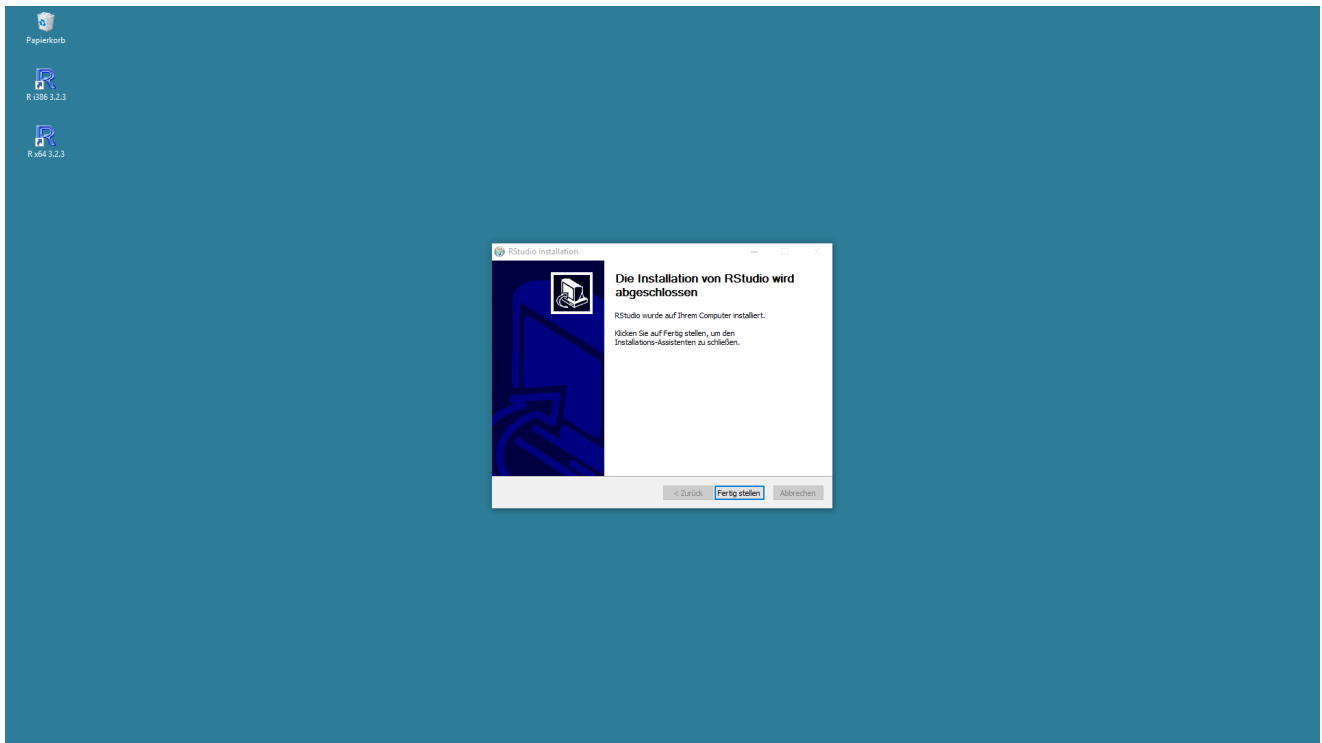 Papierkorb
R i386 3.2.3
R x64 3.2.3
RStudio Installation
Die Installation von RStudio wird
abgeschlossen
RStudio wurde auf Ihrem Computer installiert.
Klicken Sie auf Fertig stellen, um den
Installations-Assistenten zu schließen.
< Zurück Fertig stellen Abbrechen